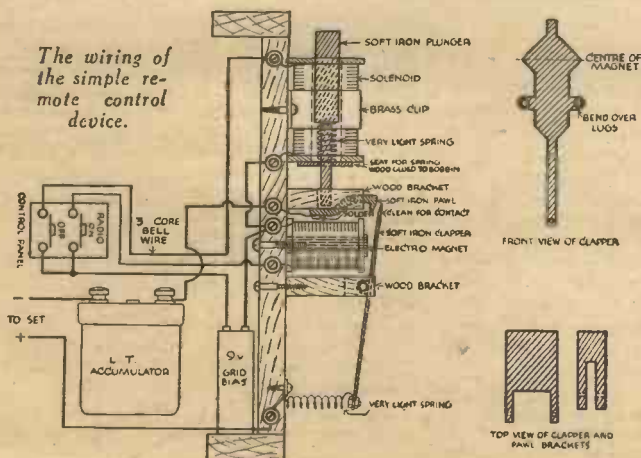 The wiring of
the simple re-
mote control
device.
SOFT IRON PLUNGER
SOLENOID
BRASS CLIP
VERY LIGHT SPRING
SEAT FOR SPRING
WOOD GLUED TO BOBBIN
WOOD BRACKET
SOFT IRON PAWL
SOLDER
CLEAN FOR CONTACT
SOFT IRON CLAPPER
ELECTRO MAGNET
WOOD BRACKET
VERY LIGHT SPRING
CENTRE OF
MAGNET
BEND OVER
LUGS
FRONT VIEW OF CLAPPER
CONTROL PANEL
RADIO
ON
OFF
3 CORE
BELL
WIRE
-
TO SET
+
L.T.
ACCUMULATOR
9V
GRID
BIAS
TOP VIEW OF CLAPPER AND
PAWL BRACKETS